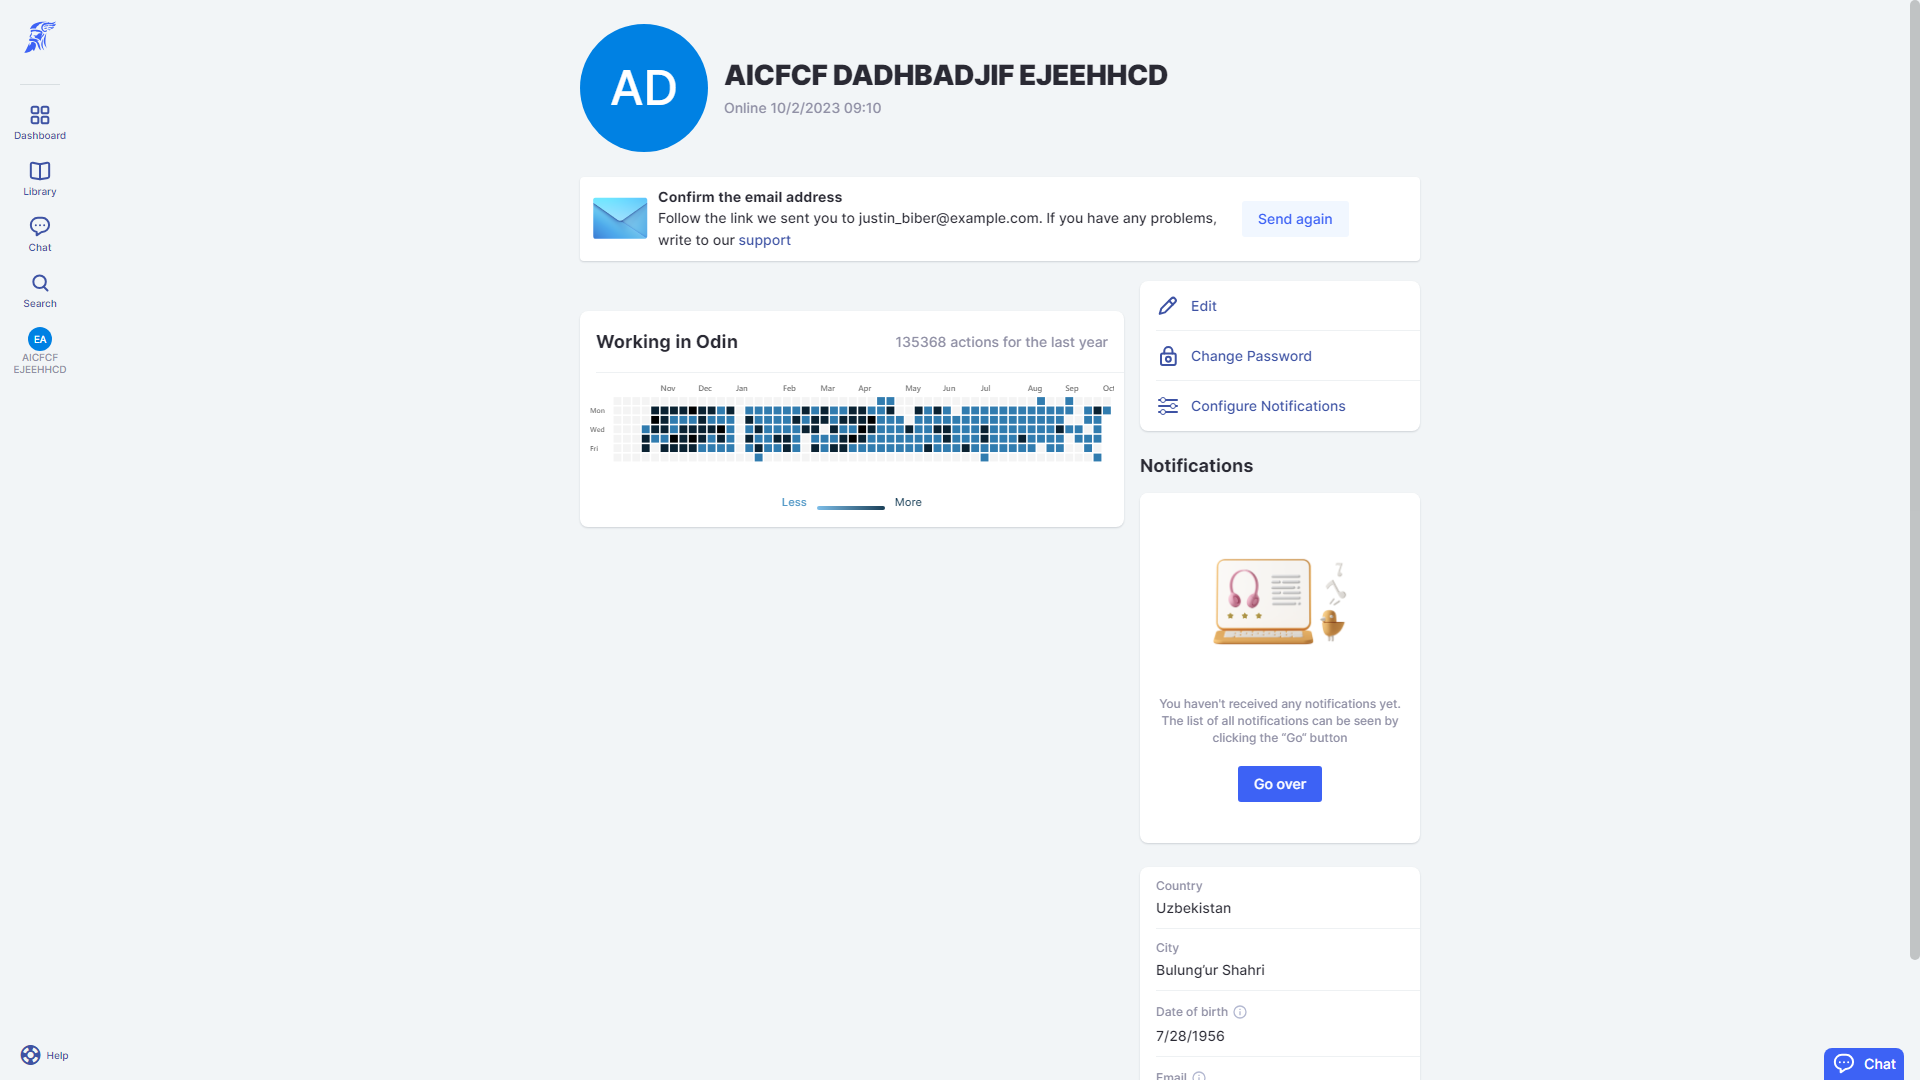 AD
AICFCF DADHBADJIF EJEEHHCD
Online 10/2/2023 09:10
Dashboard
Library
Chat
Search
EA
AICFCF
EJEEHHCD
Help
Confirm the email address
Follow the link we sent you to justin_biber@example.com. If you have any problems,
write to our support
Send again
Working in Odin
135368 actions for the last year
Nov Dec Jan Feb Mar Apr May Jun Jul Aug Sep Oct
Mon
Wed
Fri
Less
More
Edit
Change Password
Configure Notifications
Notifications
You haven't received any notifications yet.
The list of all notifications can be seen by
clicking the “Go” button
Go over
Country
Uzbekistan
City
Bulung‘ur Shahri
Date of birth
7/28/1956
Email
Chat